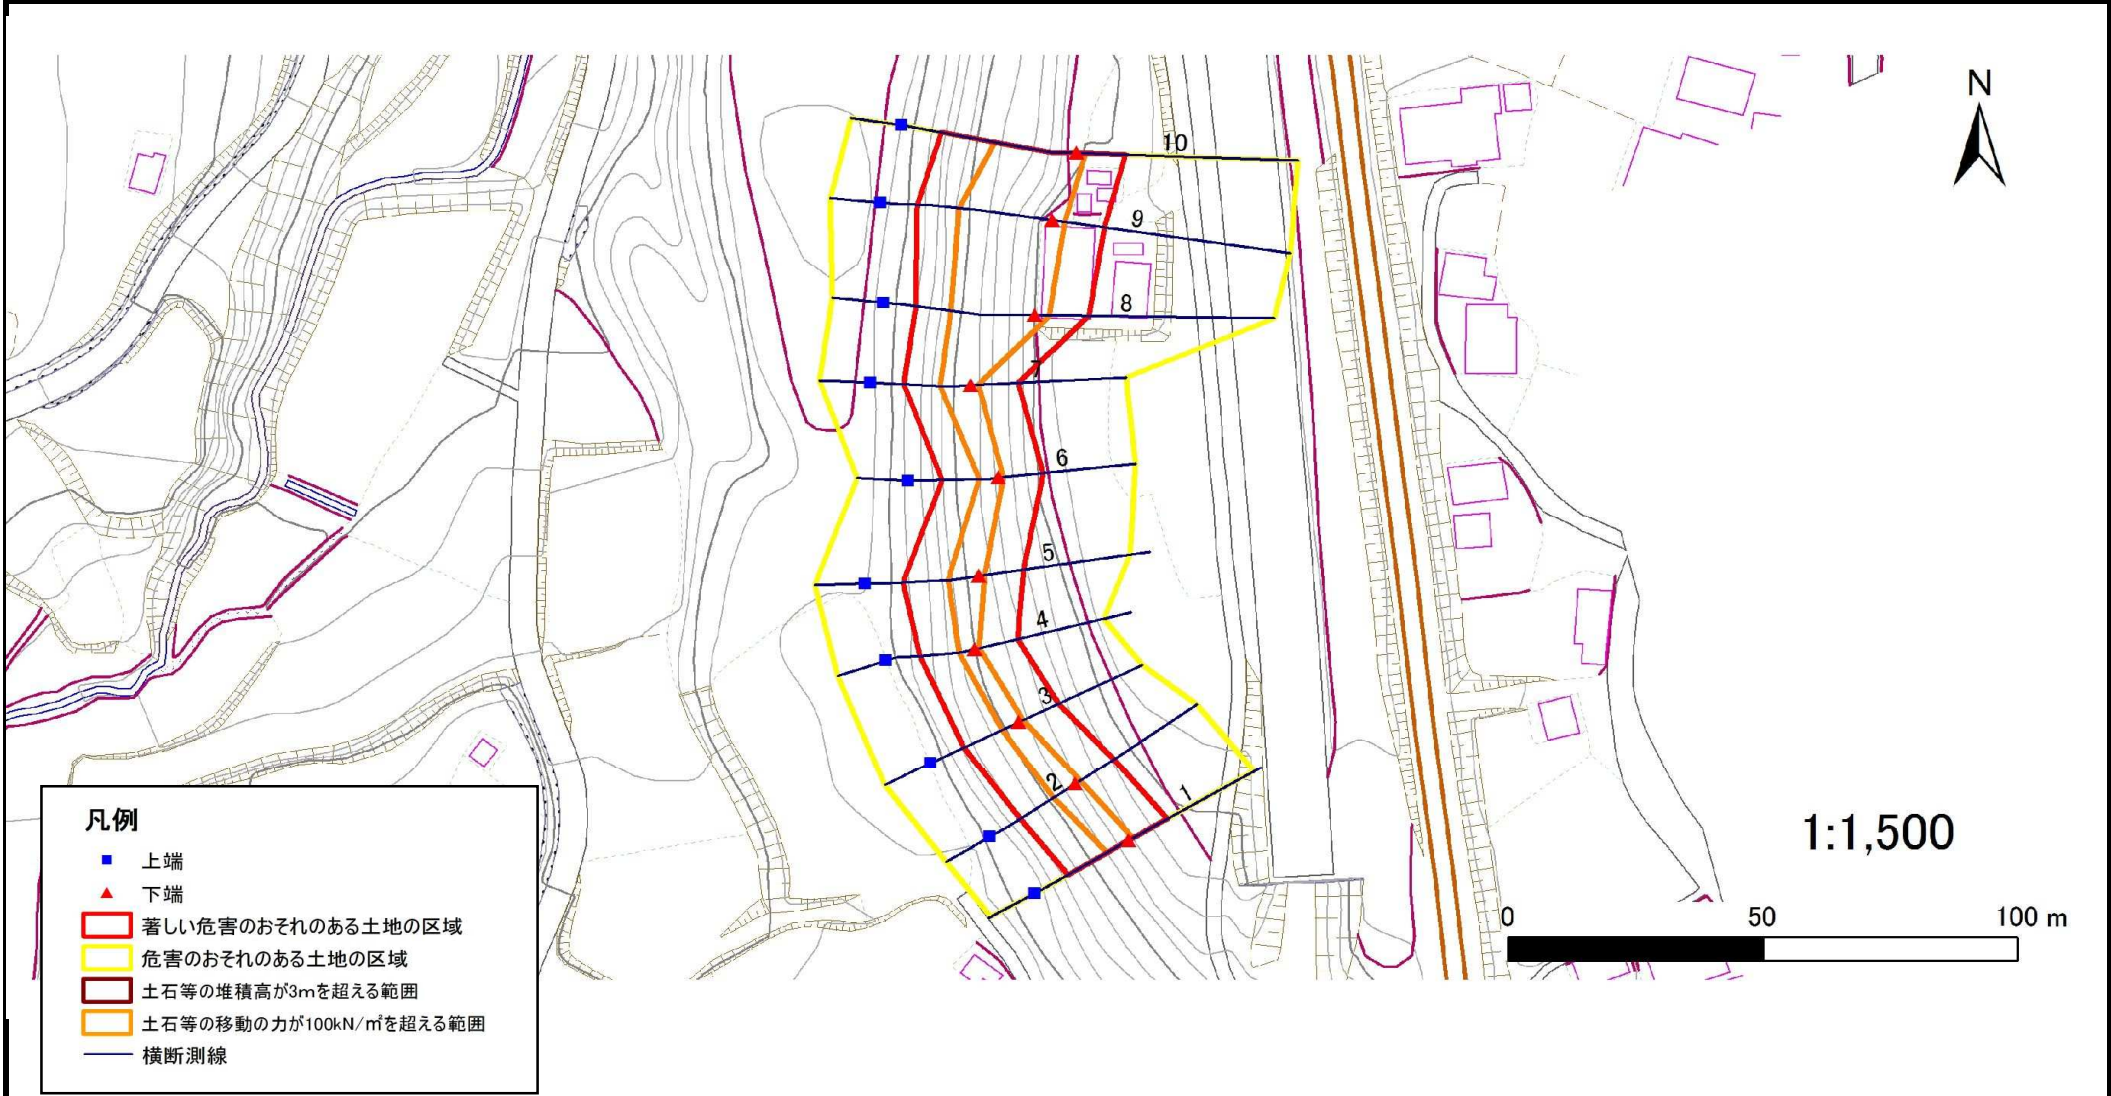 N
10
9
8
7
6
5
4
3
2
1
凡例
上端
下端
著しい危害のおそれのある土地の区域
危害のおそれのある土地の区域
土石等の堆積高が3mを超える範囲
土石等の移動の力が100kN/㎡を超える範囲
横断測線
1:1,500
0 50 100 m